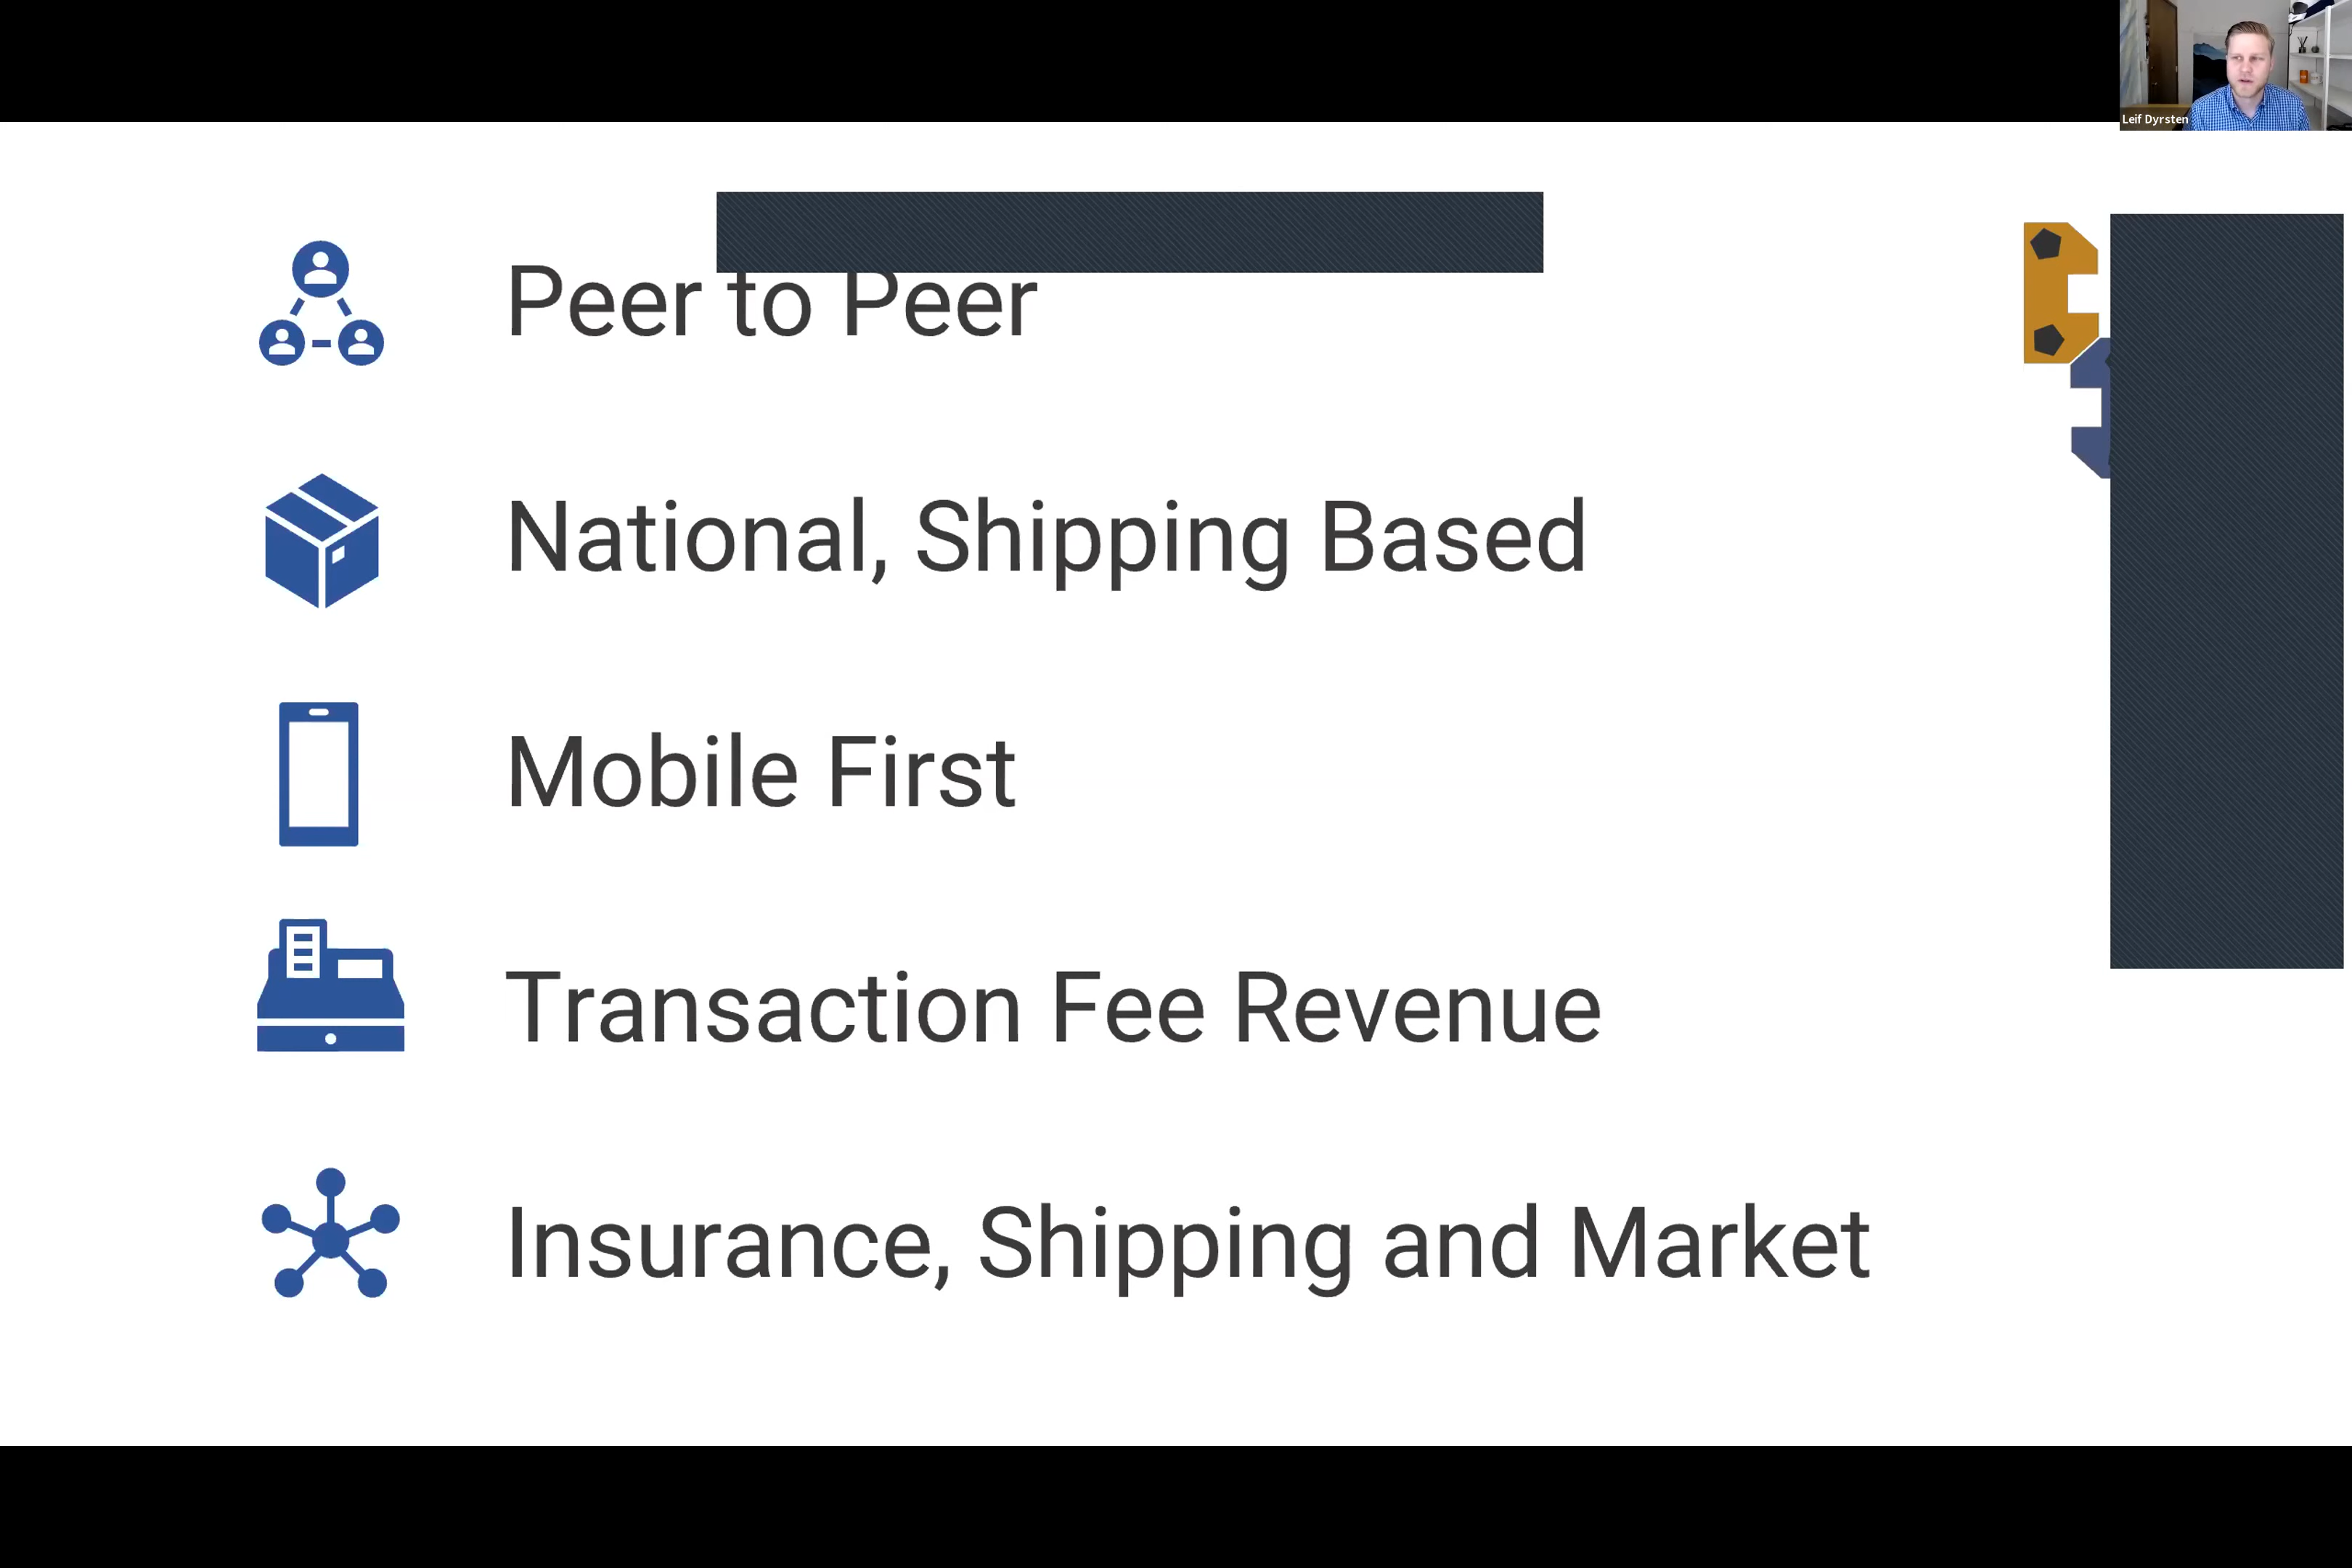 Leif Dyrsten
Peer to Peer
National, Shipping Based
Mobile First
Transaction Fee Revenue
Insurance, Shipping and Market